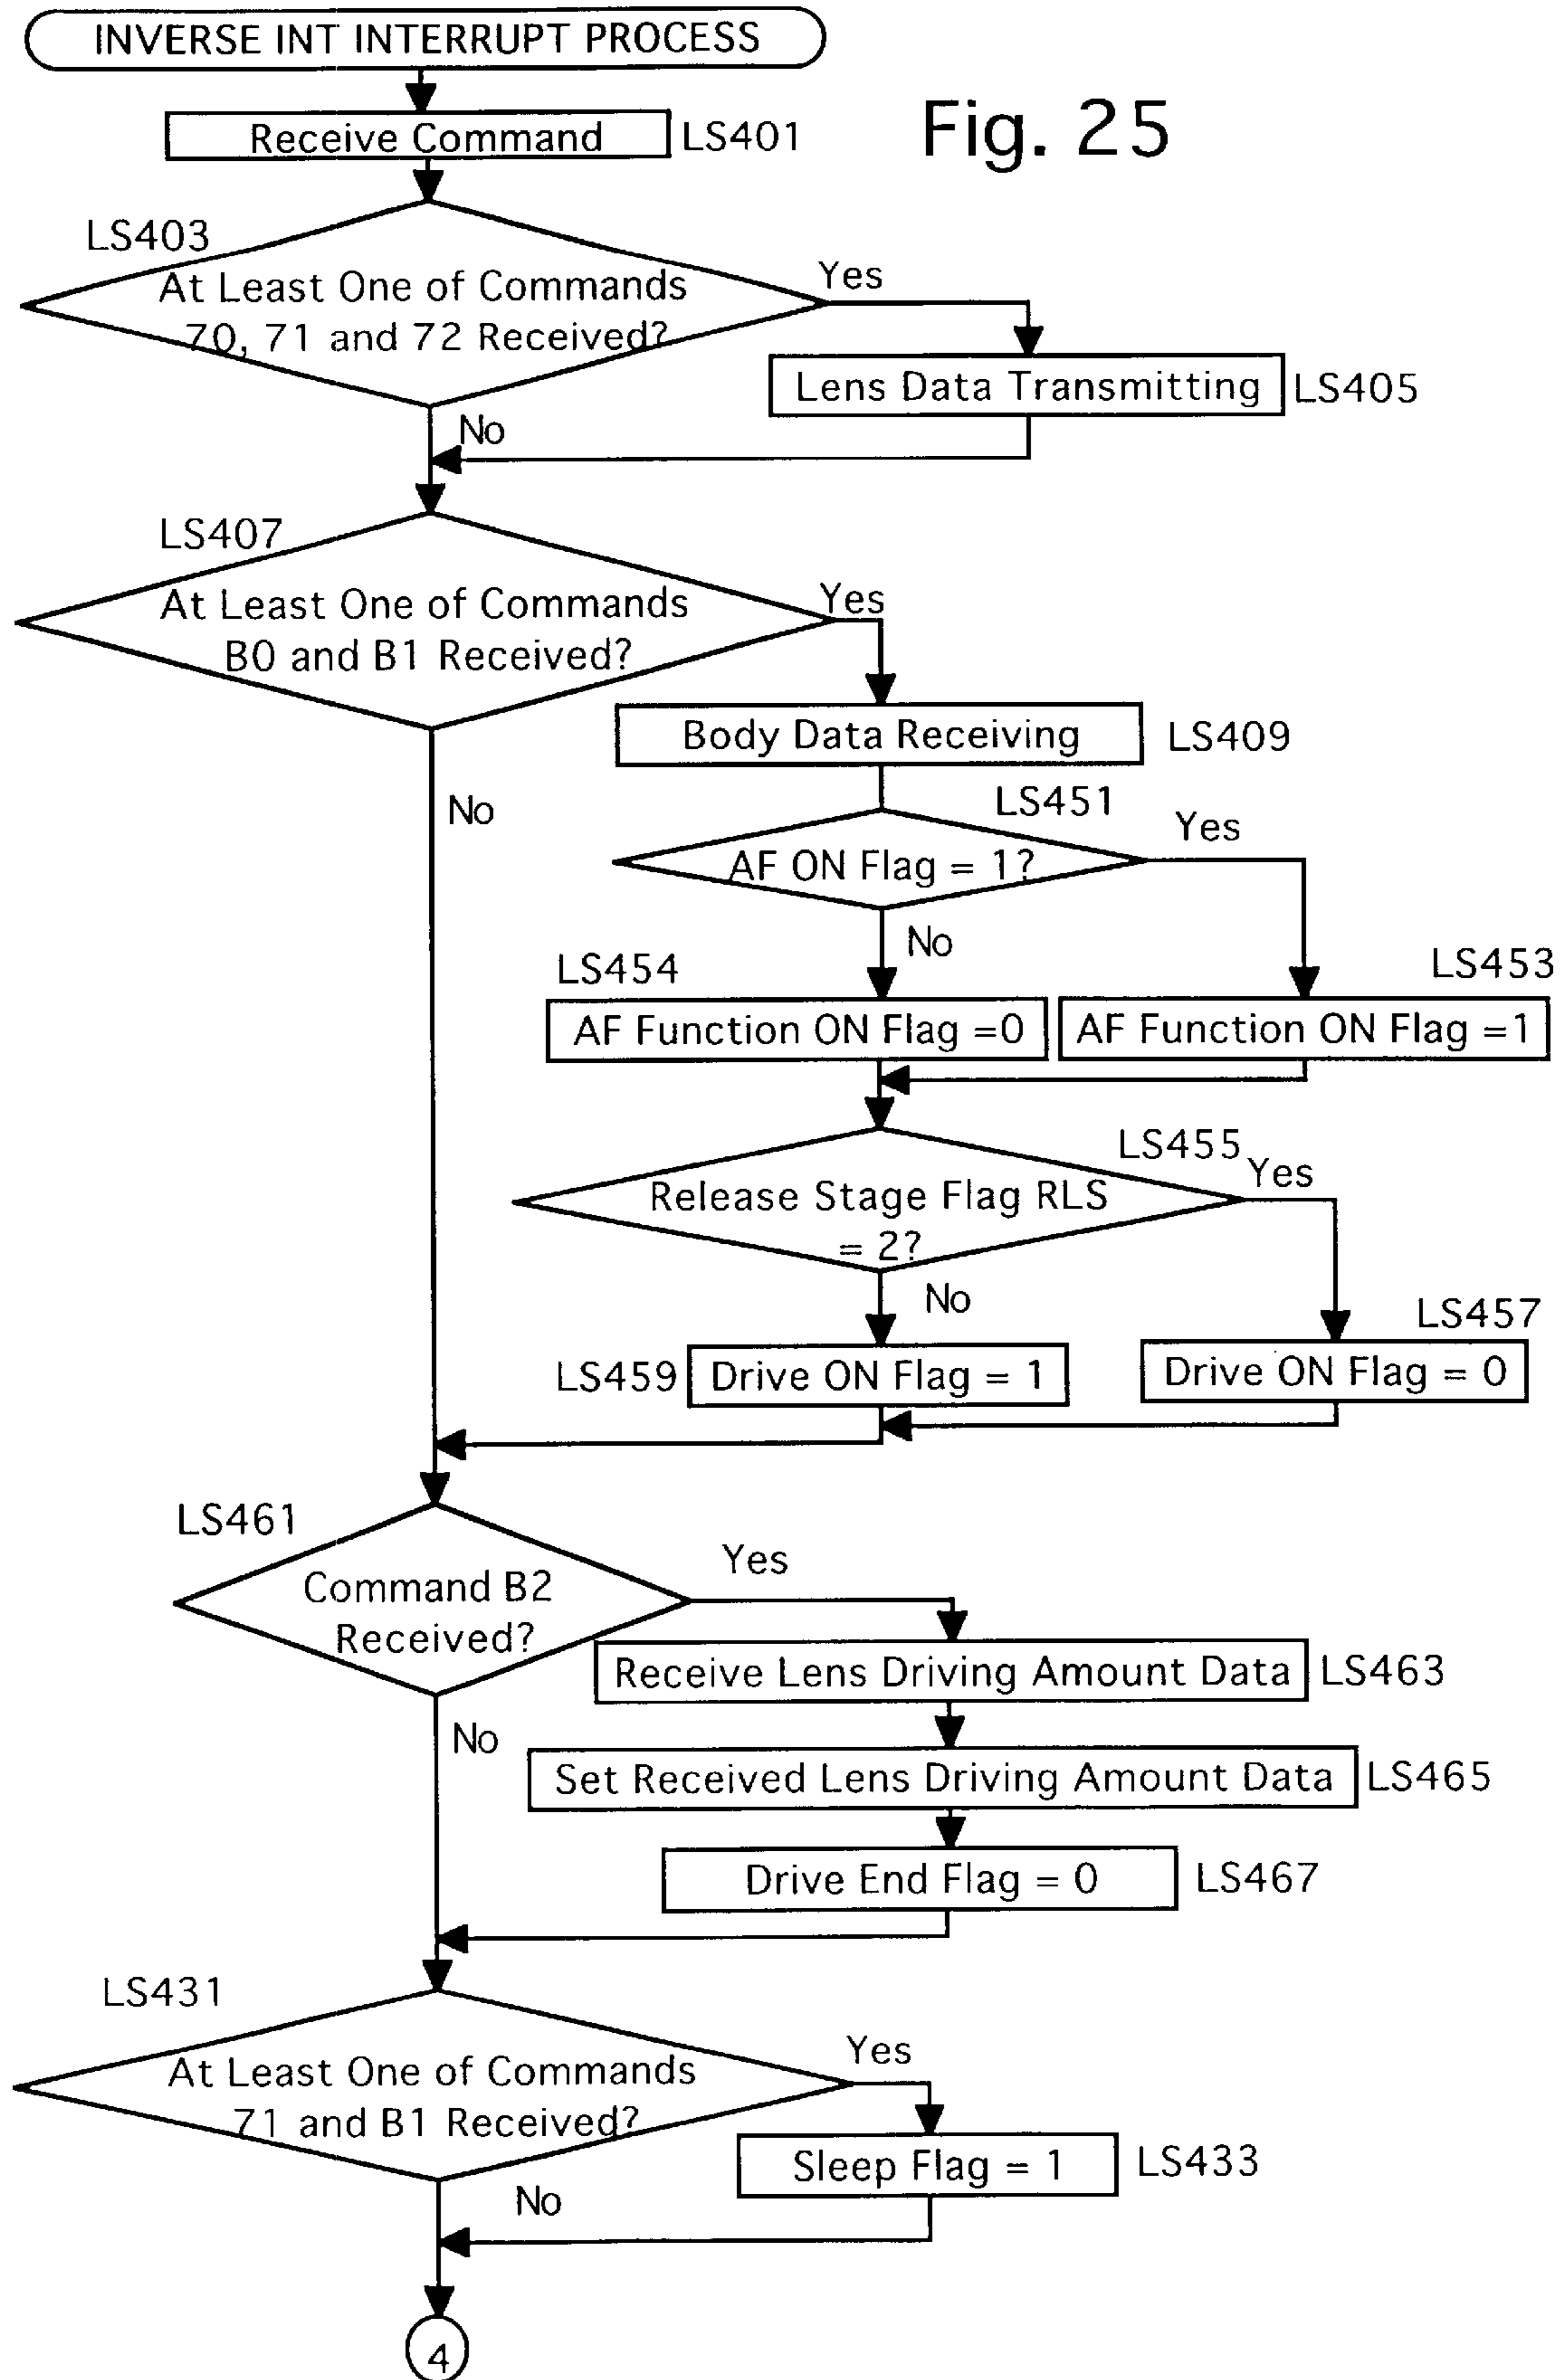 INVERSE INT INTERRUPT PROCESS
Fig. 25
Receive Command
LS401
LS403
At Least One of Commands
70, 71 and 72 Received?
Yes
Lens Data Transmitting
LS405
No
LS407
At Least One of Commands
B0 and B1 Received?
Yes
Body Data Receiving
LS409
No
LS451
AF ON Flag = 1?
Yes
No
LS454
LS453
AF Function ON Flag =0
AF Function ON Flag =1
LS455
Release Stage Flag RLS
= 2?
Yes
No
LS457
LS459
Drive ON Flag = 1
Drive ON Flag = 0
LS461
Command B2
Received?
Yes
Receive Lens Driving Amount Data
LS463
No
Set Received Lens Driving Amount Data
LS465
Drive End Flag = 0
LS467
LS431
At Least One of Commands
71 and B1 Received?
Yes
Sleep Flag = 1
LS433
No
4